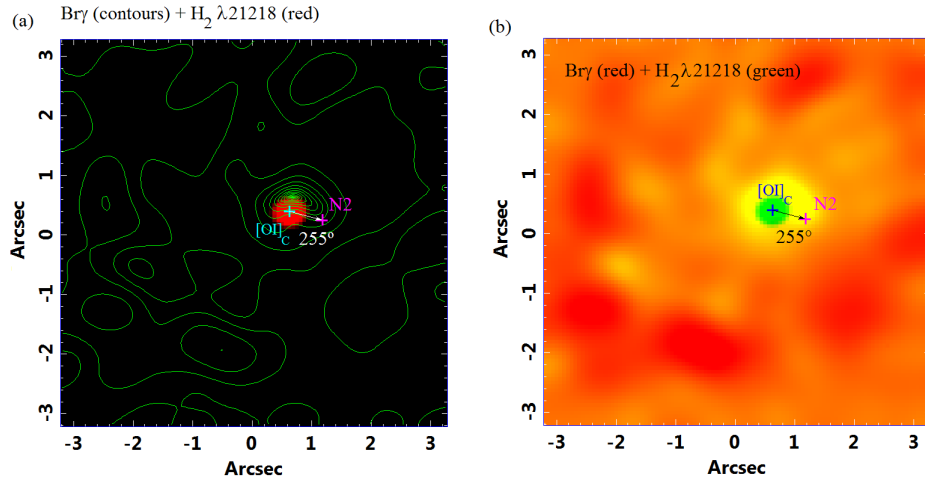 (a)
Brγ (contours) + H2 λ21218 (red)
3
2
1
0
-1
-2
-3
Arcsec
[OI]C
N2
255º
-3 -2 -1 0 1 2 3
Arcsec
(b)
Brγ (red) + H2λ21218 (green)
3
2
1
0
-1
-2
-3
Arcsec
[OI]C
N2
255º
-3 -2 -1 0 1 2 3
Arcsec